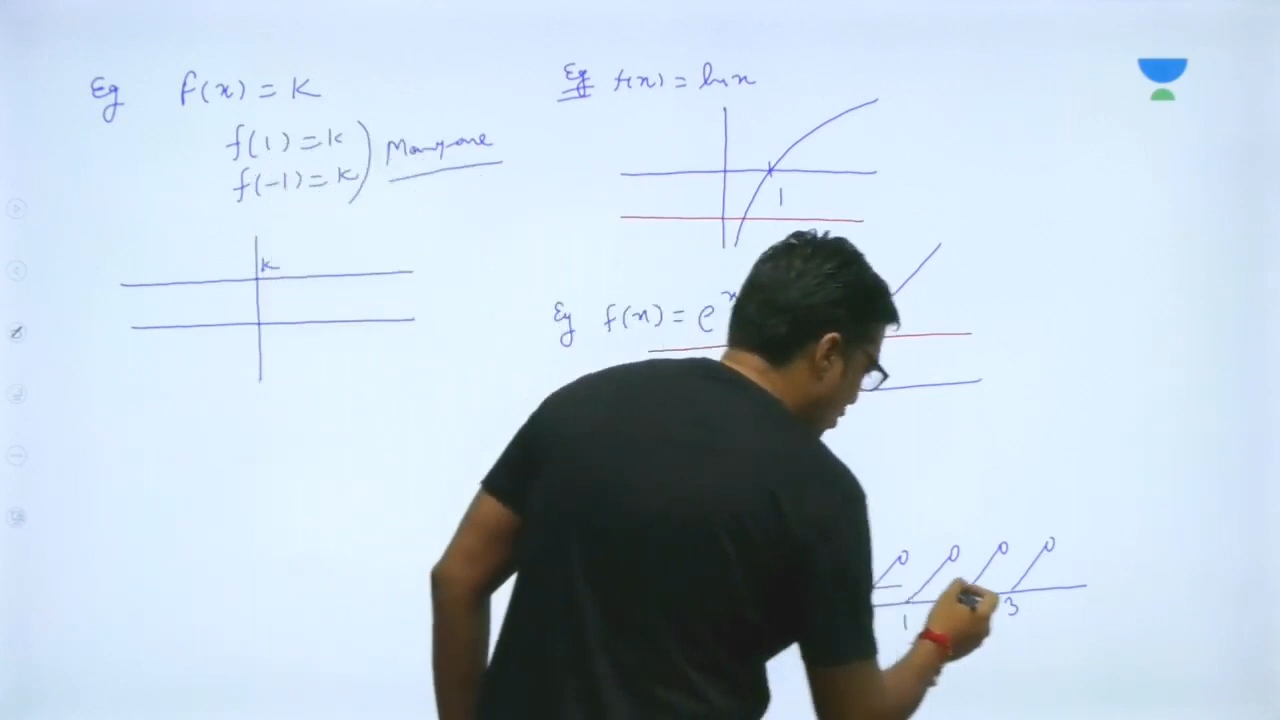 Eg f(x) = K
f(1) = K
f(-1) = K
Many one
K
Eg f(x) = ln x
1
Eg f(x) = e^x
1
3